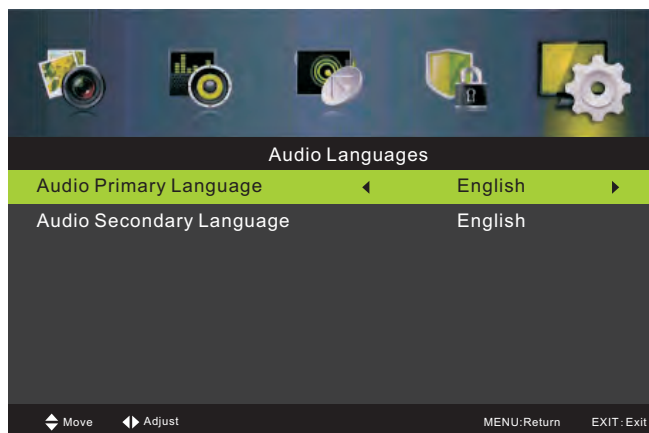 Audio Languages
Audio Primary Language English
Audio Secondary Language English
Move Adjust MENU:Return EXIT:Exit